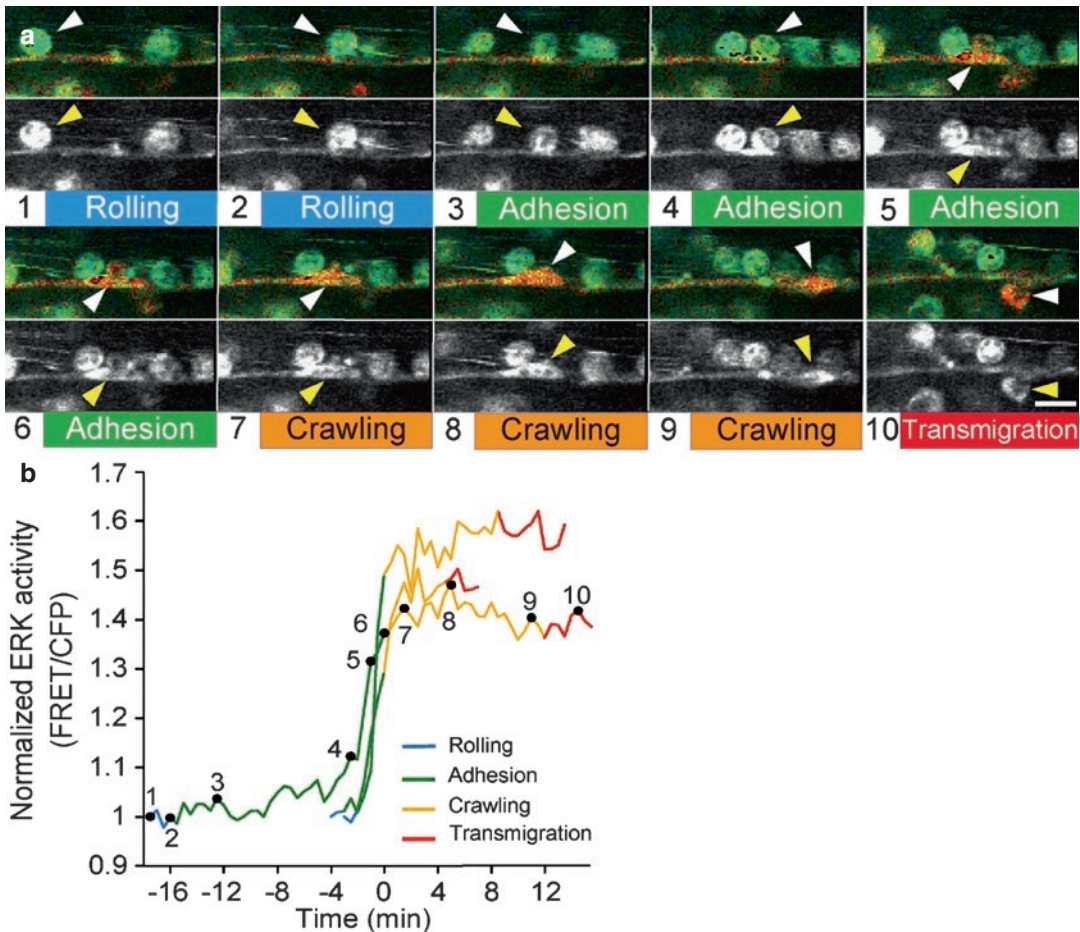 a
1 Rolling 2 Rolling 3 Adhesion 4 Adhesion 5 Adhesion
6 Adhesion 7 Crawling 8 Crawling 9 Crawling 10 Transmigration
b
Normalized ERK activity
(FRET/CFP)
1.7
1.6
1.5
1.4
1.3
1.2
1.1
1
0.9
1
2
3
4
5
6
7
8
9
10
Rolling
Adhesion
Crawling
Transmigration
-16 -12 -8 -4 0 4 8 12
Time (min)